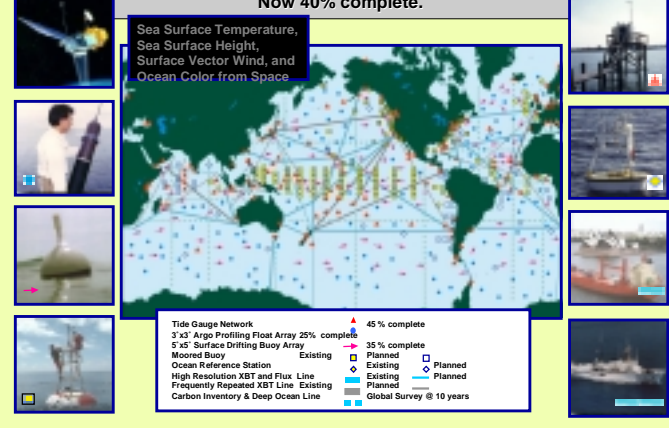 Now 40% complete.
Sea Surface Temperature,
Sea Surface Height,
Surface Vector Wind, and
Ocean Color from Space
Tide Gauge Network 45 % complete
3˚x3˚ Argo Profiling Float Array 25% complete
5˚x5˚ Surface Drifting Buoy Array 35 % complete
Moored Buoy Existing Planned
Ocean Reference Station Existing Planned
High Resolution XBT and Flux Line Existing Planned
Frequently Repeated XBT Line Existing Planned
Carbon Inventory & Deep Ocean Line Global Survey @ 10 years